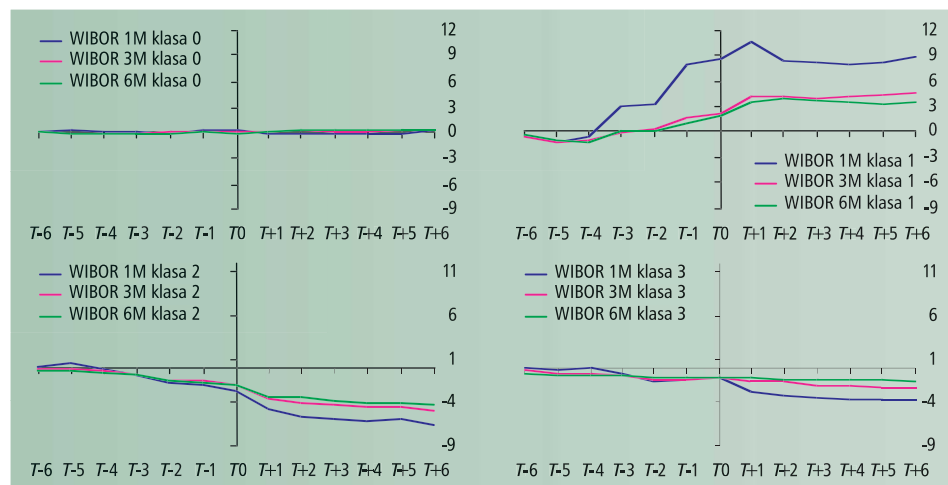 WIBOR 1M klasa 0
WIBOR 3M klasa 0
WIBOR 6M klasa 0
12
9
6
3
0
-3
-6
-9
T-6 T-5 T-4 T-3 T-2 T-1 T0 T+1 T+2 T+3 T+4 T+5 T+6
12
9
6
3
0
-3
-6
-9
WIBOR 1M klasa 1
WIBOR 3M klasa 1
WIBOR 6M klasa 1
T-6 T-5 T-4 T-3 T-2 T-1 T0 T+1 T+2 T+3 T+4 T+5 T+6
WIBOR 1M klasa 2
WIBOR 3M klasa 2
WIBOR 6M klasa 2
11
6
1
-4
-9
T-6 T-5 T-4 T-3 T-2 T-1 T0 T+1 T+2 T+3 T+4 T+5 T+6
WIBOR 1M klasa 3
WIBOR 3M klasa 3
WIBOR 6M klasa 3
11
6
1
-4
-9
T-6 T-5 T-4 T-3 T-2 T-1 T0 T+1 T+2 T+3 T+4 T+5 T+6